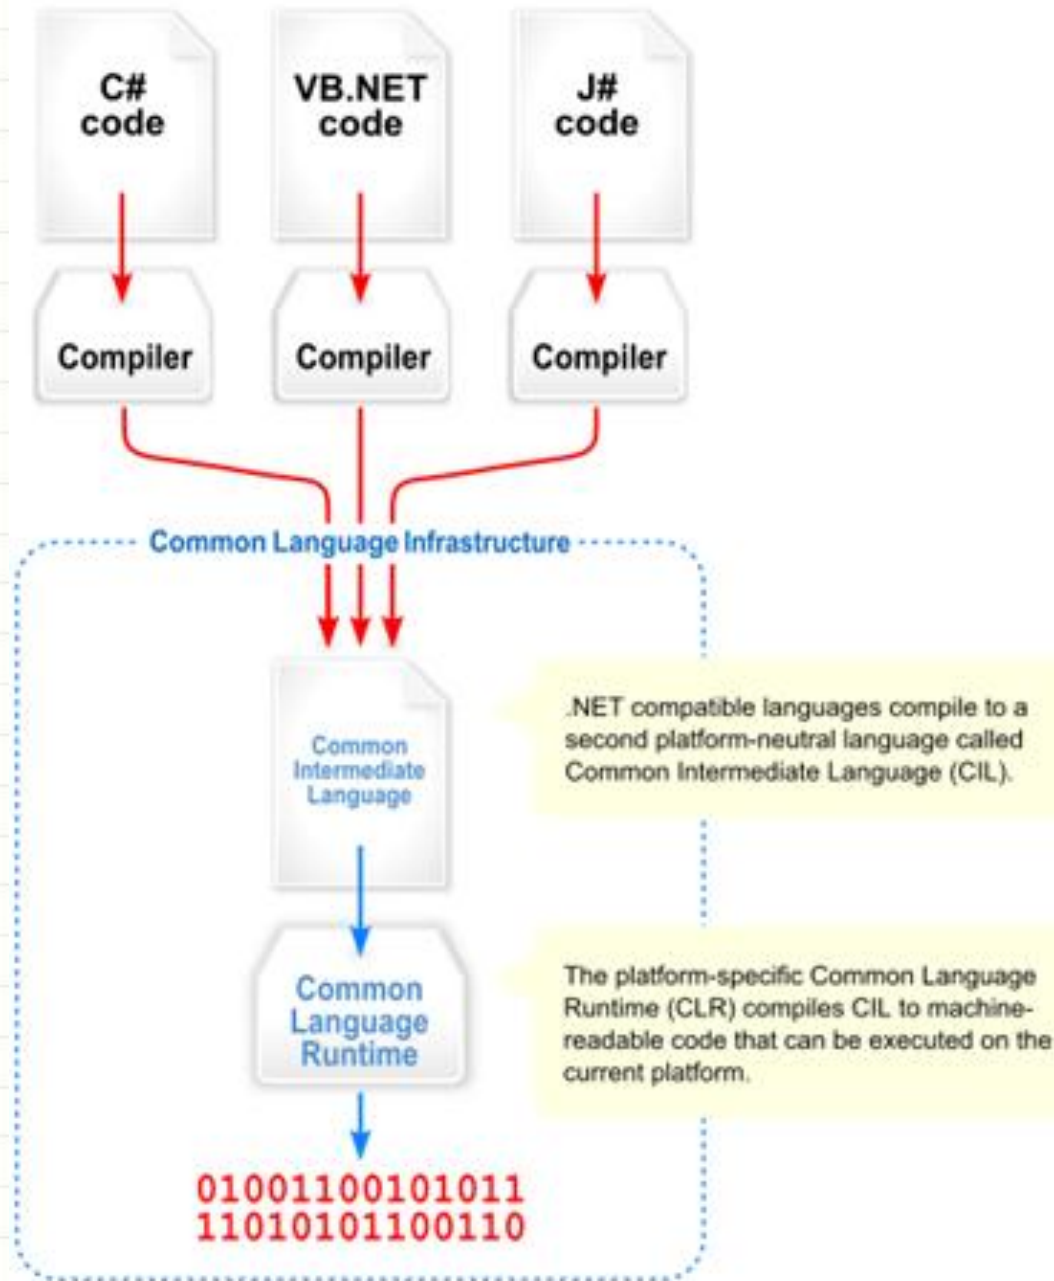 C#
code
VB.NET
code
J#
code
Compiler
Compiler
Compiler
Common Language Infrastructure
Common
Intermediate
Language
.NET compatible languages compile to a
second platform-neutral language called
Common Intermediate Language (CIL).
Common
Language
Runtime
The platform-specific Common Language
Runtime (CLR) compiles CIL to machine-
readable code that can be executed on the
current platform.
01001100101011
11010101100110